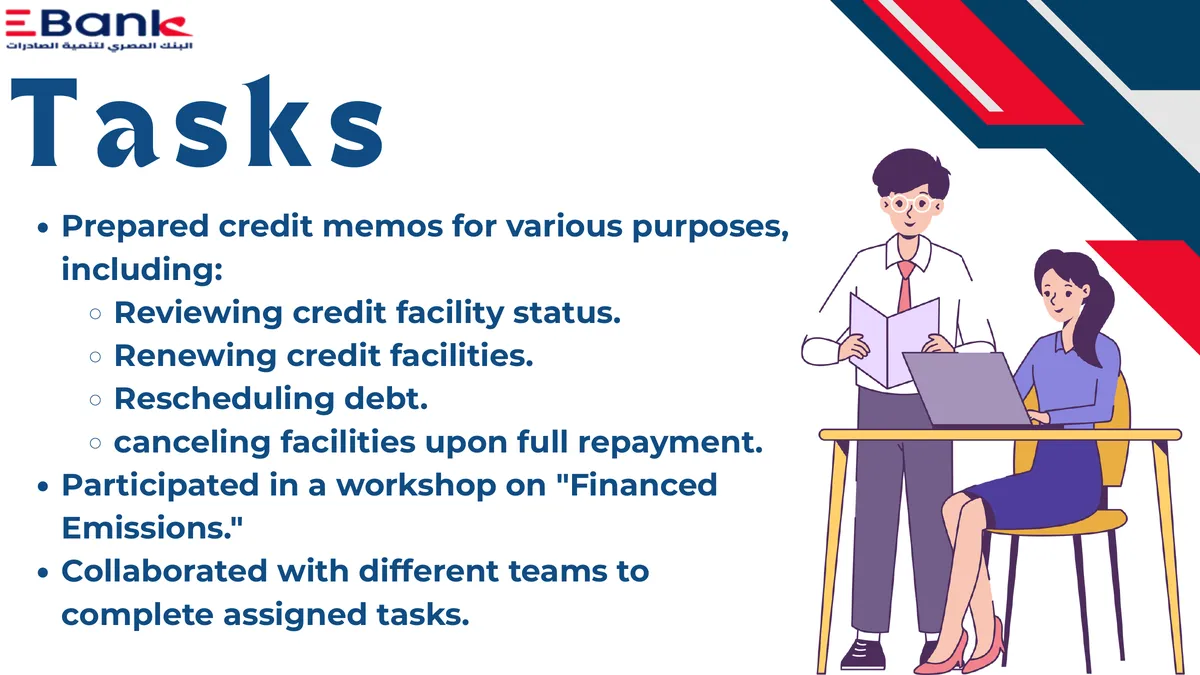 EBank
البنك المصري لتنمية الصادرات
Tasks
• Prepared credit memos for various purposes,
including:
◦ Reviewing credit facility status.
◦ Renewing credit facilities.
◦ Rescheduling debt.
◦ canceling facilities upon full repayment.
• Participated in a workshop on "Financed
Emissions."
• Collaborated with different teams to
complete assigned tasks.